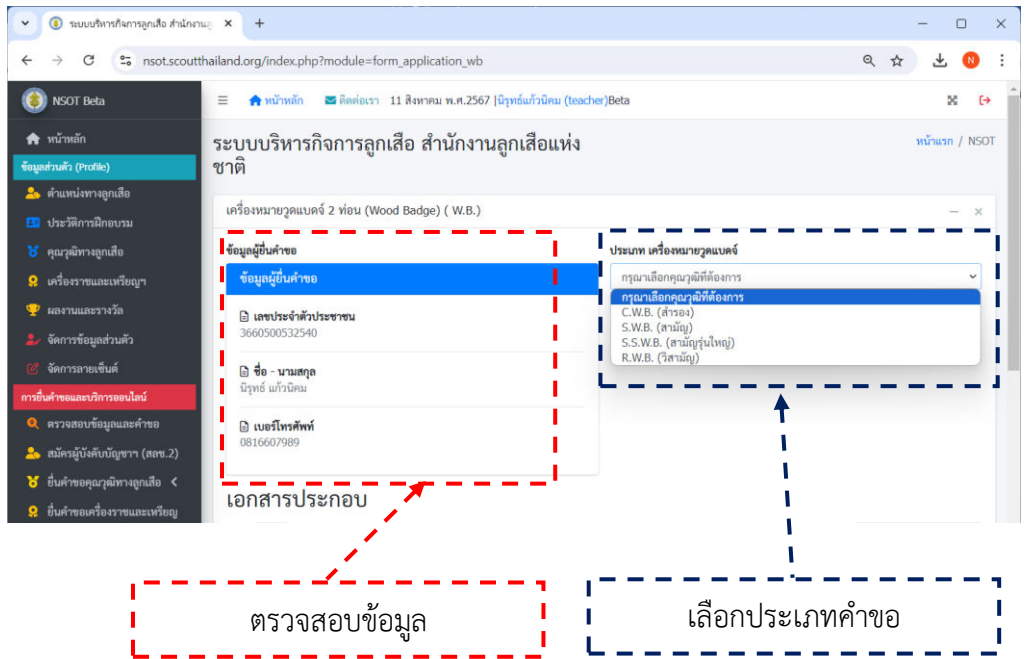 ระบบบริหารกิจการลูกเสือ สำนักงานลู
nsot.scoutthailand.org/index.php?module=form_application_wb
N
NSOT Beta
หน้าหลัก
ติดต่อเรา
11 สิงหาคม พ.ศ.2567 |นิรุทธ์แก้วนิคม (teacher)Beta
หน้าหลัก
ข้อมูลส่วนตัว (Profile)
ตำแหน่งทางลูกเสือ
ประวัติการฝึกอบรม
คุณวุฒิทางลูกเสือ
เครื่องราชและเหรียญฯ
ผลงานและรางวัล
จัดการข้อมูลส่วนตัว
จัดการลายเซ็นต์
การยื่นคำขอและบริการออนไลน์
ตรวจสอบข้อมูลและคำขอ
สมัครผู้บังคับบัญชาฯ (สลช.2)
ยื่นคำขอคุณวุฒิทางลูกเสือ
ยื่นคำขอเครื่องราชและเหรียญ
ระบบบริหารกิจการลูกเสือ สำนักงานลูกเสือแห่ง
ชาติ
หน้าแรก / NSOT
เครื่องหมายวูดแบดจ์ 2 ท่อน (Wood Badge) ( W.B.)
ข้อมูลผู้ยื่นคำขอ
ข้อมูลผู้ยื่นคำขอ
เลขประจำตัวประชาชน
3660500532540
ชื่อ - นามสกุล
นิรุทธ์ แก้วนิคม
เบอร์โทรศัพท์
0816607989
ประเภท เครื่องหมายวูดแบดจ์
กรุณาเลือกคุณวุฒิที่ต้องการ
กรุณาเลือกคุณวุฒิที่ต้องการ
C.W.B. (สำรอง)
S.W.B. (สามัญ)
S.S.W.B. (สามัญรุ่นใหญ่)
R.W.B. (วิสามัญ)
เอกสารประกอบ
ตรวจสอบข้อมูล
เลือกประเภทคำขอ